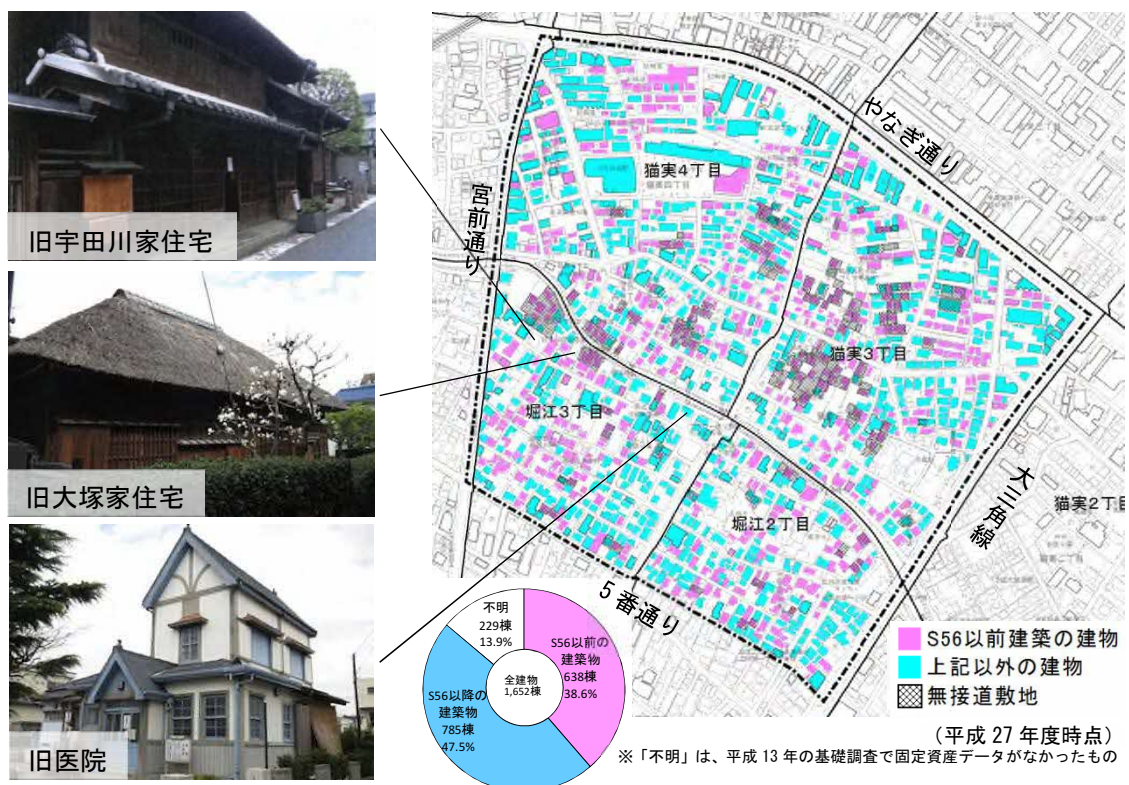 旧宇田川家住宅
旧大塚家住宅
旧医院
やなぎ通り
猫実4丁目
宮前通り
猫実3丁目
堀江3丁目
大三角線
猫実2丁目
堀江2丁目
5番通り
不明
229棟
13.9%
S56以前の
建築物
638棟
38.6%
全建物
1,652棟
S56以降の
建築物
785棟
47.5%
S56以前建築の建物
上記以外の建物
無接道敷地
(平成27年度時点)
※「不明」は、平成13年の基礎調査で固定資産データがなかったもの